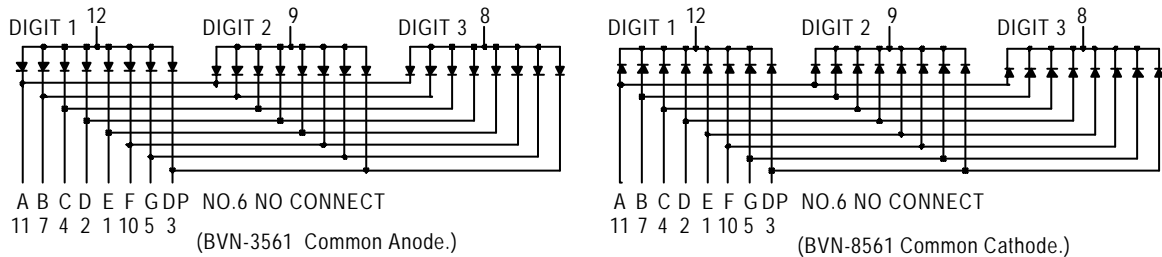 DIGIT 1 12 DIGIT 2 9 DIGIT 3 8
A B C D E F G DP NO.6 NO CONNECT
11 7 4 2 1 10 5 3
(BVN-3561 Common Anode.)
DIGIT 1 12 DIGIT 2 9 DIGIT 3 8
A B C D E F G DP NO.6 NO CONNECT
11 7 4 2 1 10 5 3
(BVN-8561 Common Cathode.)